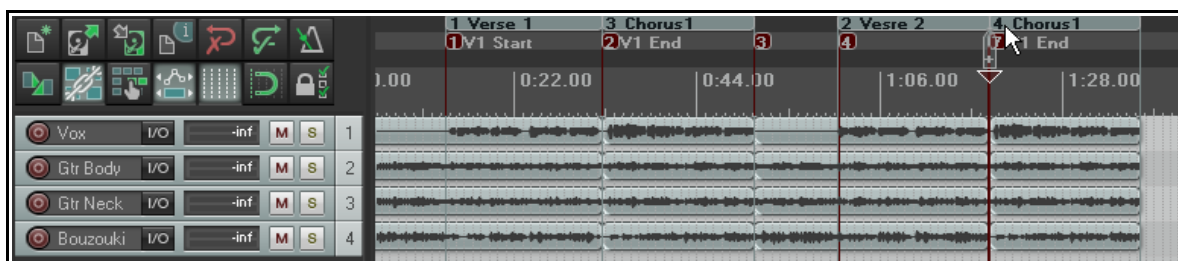 1 Verse 1 3 Chorus1 2 Vesre 2 4 Chorus1
1 V1 Start 2 V1 End 3 4 7 1 End
).00 0:22.00 0:44.00 1:06.00 1:28.00
Vox I/O -inf M S 1
Gtr Body I/O -inf M S 2
Gtr Neck I/O -inf M S 3
Bouzouki I/O -inf M S 4